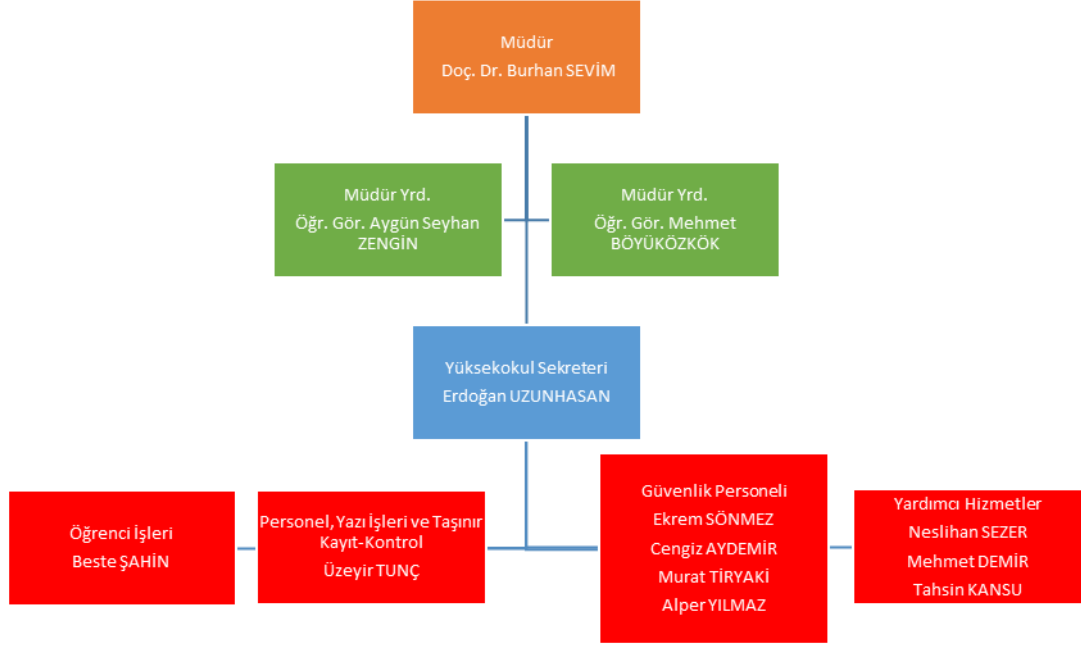 Müdür
Doç. Dr. Burhan SEVİM
Müdür Yrd.
Öğr. Gör. Aygün Seyhan
ZENGİN
Müdür Yrd.
Öğr. Gör. Mehmet
BÖYÜKÖZKÖK
Yüksekokul Sekreteri
Erdoğan UZUNHASAN
Öğrenci İşleri
Beste ŞAHİN
Personel, Yazı İşleri ve Taşınır
Kayıt-Kontrol
Üzeyir TUNÇ
Güvenlik Personeli
Ekrem SÖNMEZ
Cengiz AYDEMİR
Murat TİRYAKİ
Alper YILMAZ
Yardımcı Hizmetler
Neslihan SEZER
Mehmet DEMİR
Tahsin KANSU